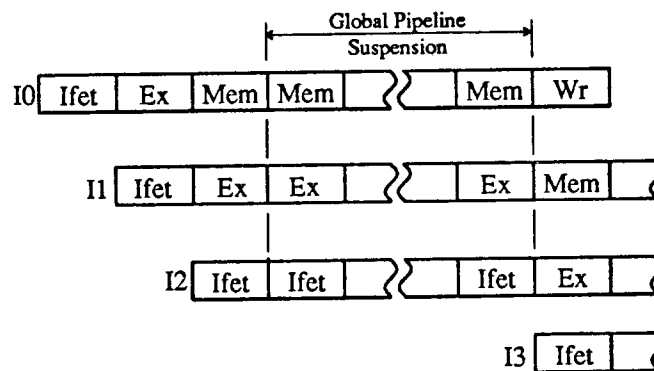 Global Pipeline
Suspension
I0 Ifet Ex Mem Mem Mem Wr
I1 Ifet Ex Ex Ex Mem
I2 Ifet Ifet Ifet Ex
I3 Ifet